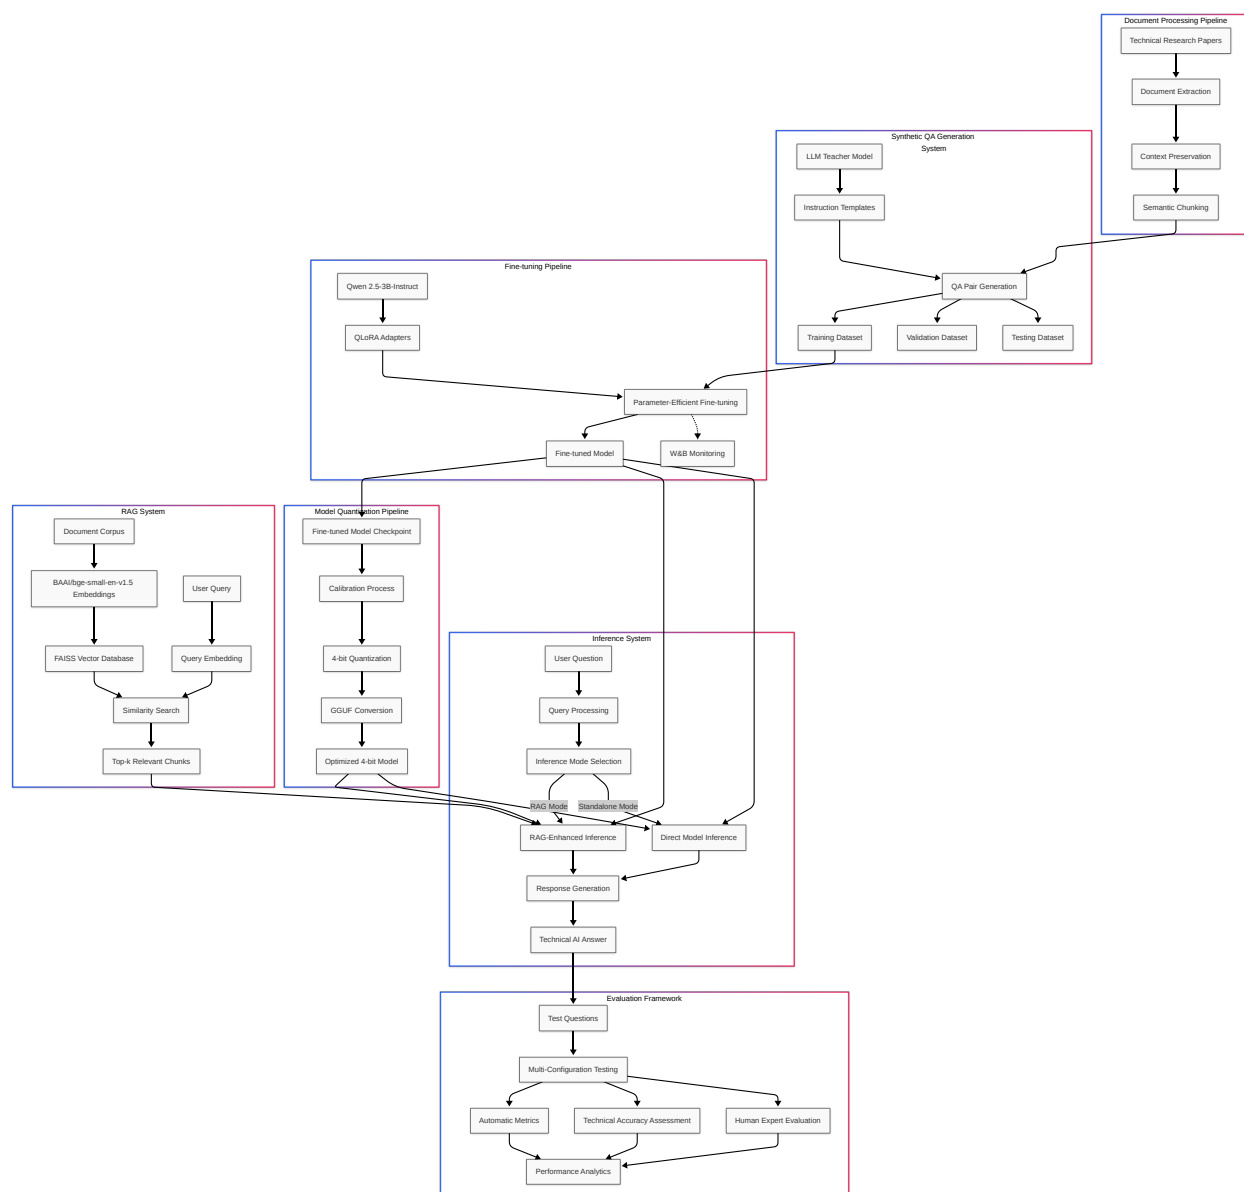 Document Processing Pipeline
Technical Research Papers
Document Extraction
Context Preservation
Semantic Chunking
Synthetic QA Generation
System
LLM Teacher Model
Instruction Templates
QA Pair Generation
Training Dataset
Validation Dataset
Testing Dataset
Fine-tuning Pipeline
Qwen 2.5-3B-Instruct
QLoRA Adapters
Parameter-Efficient Fine-tuning
Fine-tuned Model
W&B Monitoring
RAG System
Document Corpus
BAAI/bge-small-en-v1.5
Embeddings
User Query
FAISS Vector Database
Query Embedding
Similarity Search
Top-k Relevant Chunks
Model Quantization Pipeline
Fine-tuned Model Checkpoint
Calibration Process
4-bit Quantization
GGUF Conversion
Optimized 4-bit Model
Inference System
User Question
Query Processing
Inference Mode Selection
RAG Mode
Standalone Mode
RAG-Enhanced Inference
Direct Model Inference
Response Generation
Technical AI Answer
Evaluation Framework
Test Questions
Multi-Configuration Testing
Automatic Metrics
Technical Accuracy Assessment
Human Expert Evaluation
Performance Analytics